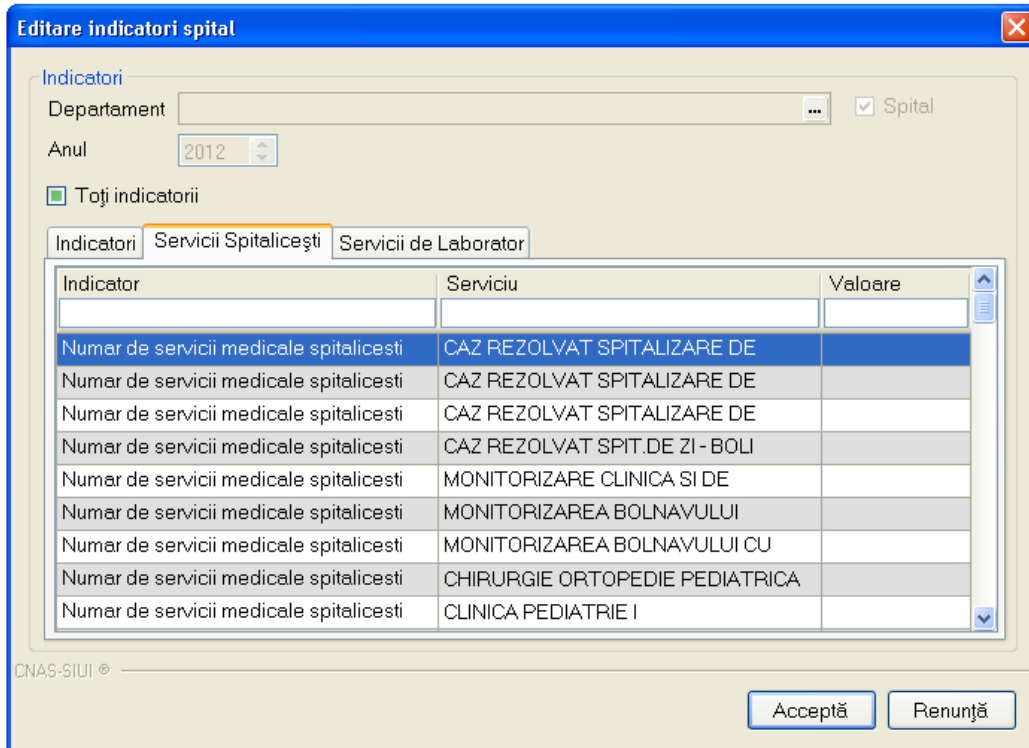 Editare indicatori spital
Indicatori
Departament ... Spital
Anul 2012
Toţi indicatorii
Indicatori Servicii Spitaliceşti Servicii de Laborator
Indicator Serviciu Valoare
Numar de servicii medicale spitalicesti CAZ REZOLVAT SPITALIZARE DE
Numar de servicii medicale spitalicesti CAZ REZOLVAT SPITALIZARE DE
Numar de servicii medicale spitalicesti CAZ REZOLVAT SPITALIZARE DE
Numar de servicii medicale spitalicesti CAZ REZOLVAT SPIT.DE ZI - BOLI
Numar de servicii medicale spitalicesti MONITORIZARE CLINICA SI DE
Numar de servicii medicale spitalicesti MONITORIZAREA BOLNAVULUI
Numar de servicii medicale spitalicesti MONITORIZAREA BOLNAVULUI CU
Numar de servicii medicale spitalicesti CHIRURGIE ORTOPEDIE PEDIATRICA
Numar de servicii medicale spitalicesti CLINICA PEDIATRIE I
CNAS-SIUI ®
Acceptă Renunţă